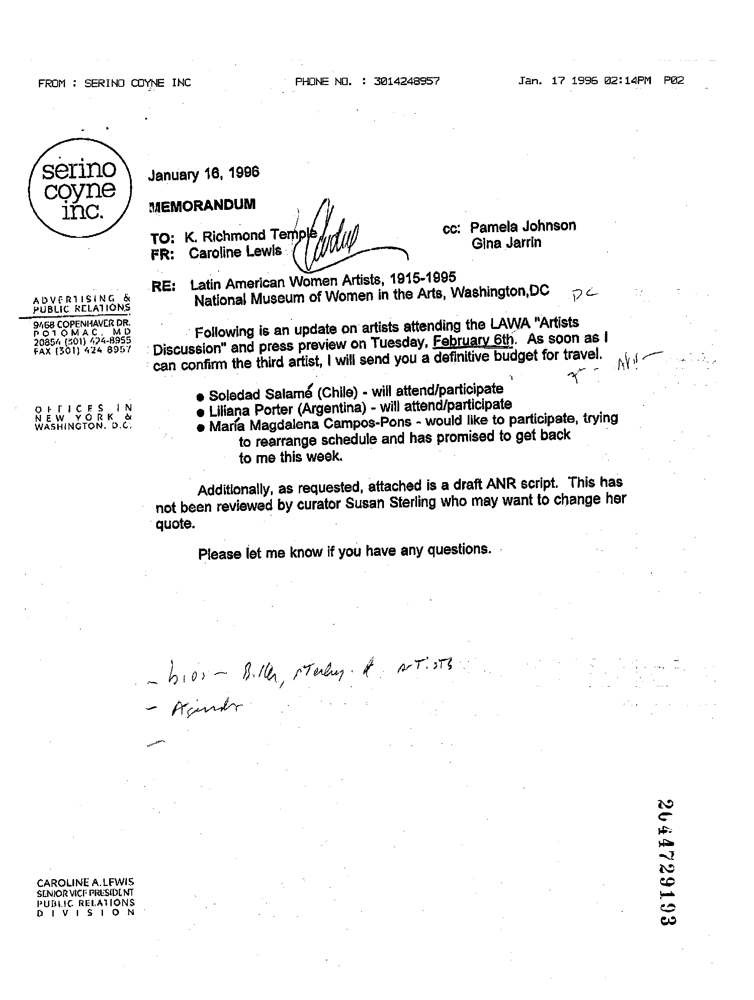 FROM : SERINO COYNE INC PHONE NO. : 3014248957 Jan. 17 1996 02:14PM P02
serino
coyne
inc.
ADVERTISING &
PUBLIC RELATIONS
9468 COPENHAVER DR.
POTOMAC, MD
20854 (301) 424-8955
FAX (301) 424 8957
OFFICES IN
NEW YORK &
WASHINGTON. D.C.
January 16, 1996
MEMORANDUM
TO: K. Richmond Temple cc: Pamela Johnson
FR: Caroline Lewis Gina Jarrin
RE: Latin American Women Artists, 1915-1995
National Museum of Women in the Arts, Washington,DC
Following is an update on artists attending the LAWA "Artists
Discussion" and press preview on Tuesday, February 6th. As soon as I
can confirm the third artist, I will send you a definitive budget for travel.
● Soledad Salamé (Chile) - will attend/participate
● Liliana Porter (Argentina) - will attend/participate
● María Magdalena Campos-Pons - would like to participate, trying
to rearrange schedule and has promised to get back
to me this week.
Additionally, as requested, attached is a draft ANR script. This has
not been reviewed by curator Susan Sterling who may want to change her
quote.
Please let me know if you have any questions.
- bios -
- Agenda
-
CAROLINE A. LEWIS
SENIOR VICE PRESIDENT
PUBLIC RELATIONS
DIVISION
2044729193